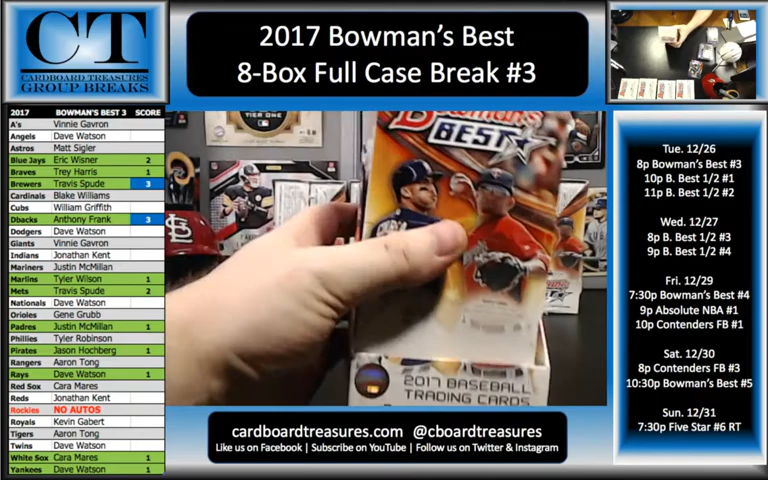 CT
CARDBOARD TREASURES
GROUP BREAKS
2017 Bowman's Best
8-Box Full Case Break #3
2017 BOWMAN'S BEST 3 SCORE
A's Vinnie Gavron
Angels Dave Watson
Astros Matt Sigler
Blue Jays Eric Wisner 2
Braves Trey Harris 1
Brewers Travis Spude 3
Cardinals Blake Williams
Cubs William Griffith
Dbacks Anthony Frank 3
Dodgers Dave Watson
Giants Vinnie Gavron
Indians Jonathan Kent
Mariners Justin McMillan
Marlins Tyler Wilson 1
Mets Travis Spude 2
Nationals Dave Watson
Orioles Gene Grubb
Padres Justin McMillan 1
Phillies Tyler Robinson
Pirates Jason Hochberg 1
Rangers Aaron Tong
Rays Dave Watson 1
Red Sox Cara Mares
Reds Jonathan Kent
Rockies NO AUTOS
Royals Kevin Gabert
Tigers Aaron Tong
Twins Dave Watson
White Sox Cara Mares 1
Yankees Dave Watson 1
TIER ONE
Bowman's
BEST
2017 BASEBALL
TRADING CARDS
Tue. 12/26
8p Bowman's Best #3
10p B. Best 1/2 #1
11p B. Best 1/2 #2
Wed. 12/27
8p B. Best 1/2 #3
9p B. Best 1/2 #4
Fri. 12/29
7:30p Bowman's Best #4
9p Absolute NBA #1
10p Contenders FB #1
Sat. 12/30
8p Contenders FB #3
10:30p Bowman's Best #5
Sun. 12/31
7:30p Five Star #6 RT
cardboardtreasures.com @cboardtreasures
Like us on Facebook | Subscribe on YouTube | Follow us on Twitter & Instagram